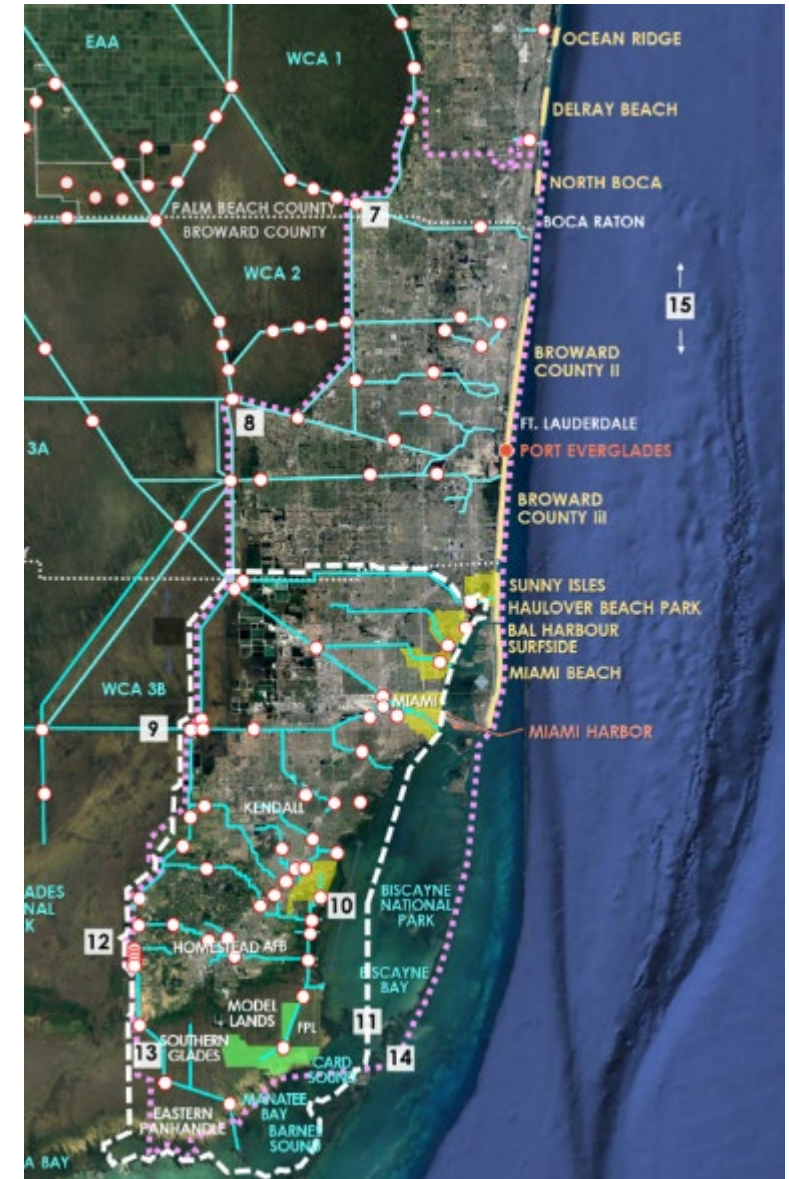 EAA
WCA 1
OCEAN RIDGE
DELRAY BEACH
NORTH BOCA
PALM BEACH COUNTY
7
BOCA RATON
BROWARD COUNTY
WCA 2
15
BROWARD
COUNTY II
8
FT. LAUDERDALE
3A
PORT EVERGLADES
BROWARD
COUNTY III
SUNNY ISLES
HAULOVER BEACH PARK
BAL HARBOUR
SURFSIDE
MIAMI BEACH
WCA 3B
MIAMI
9
MIAMI HARBOR
KENDALL
ADES
NAL
K
BISCAYNE
NATIONAL
PARK
10
12
HOMESTEAD AFB
BISCAYNE
BAY
MODEL
LANDS
FPL
11
13
SOUTHERN
GLADES
14
CARD
SOUND
MANATEE
BAY
EASTERN
PANHANDLE
BARNES
SOUND
A BAY